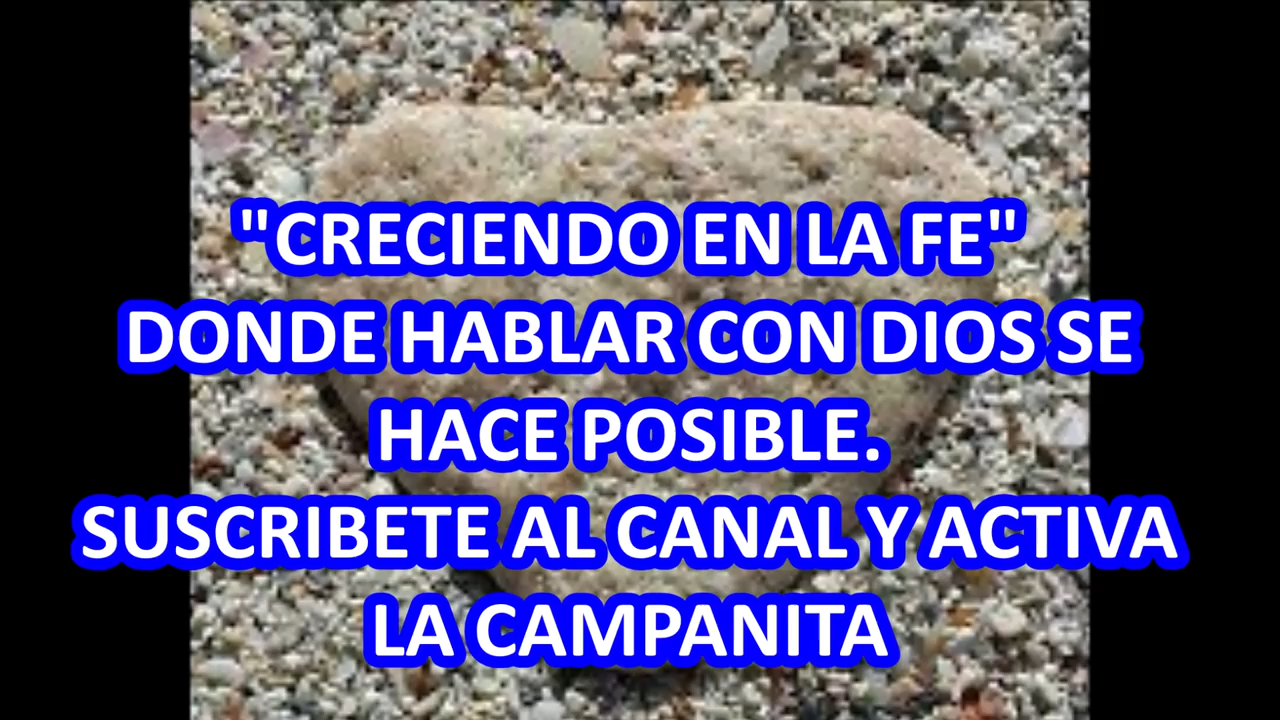 "CRECIENDO EN LA FE"
DONDE HABLAR CON DIOS SE
HACE POSIBLE.
SUSCRIBETE AL CANAL Y ACTIVA
LA CAMPANITA